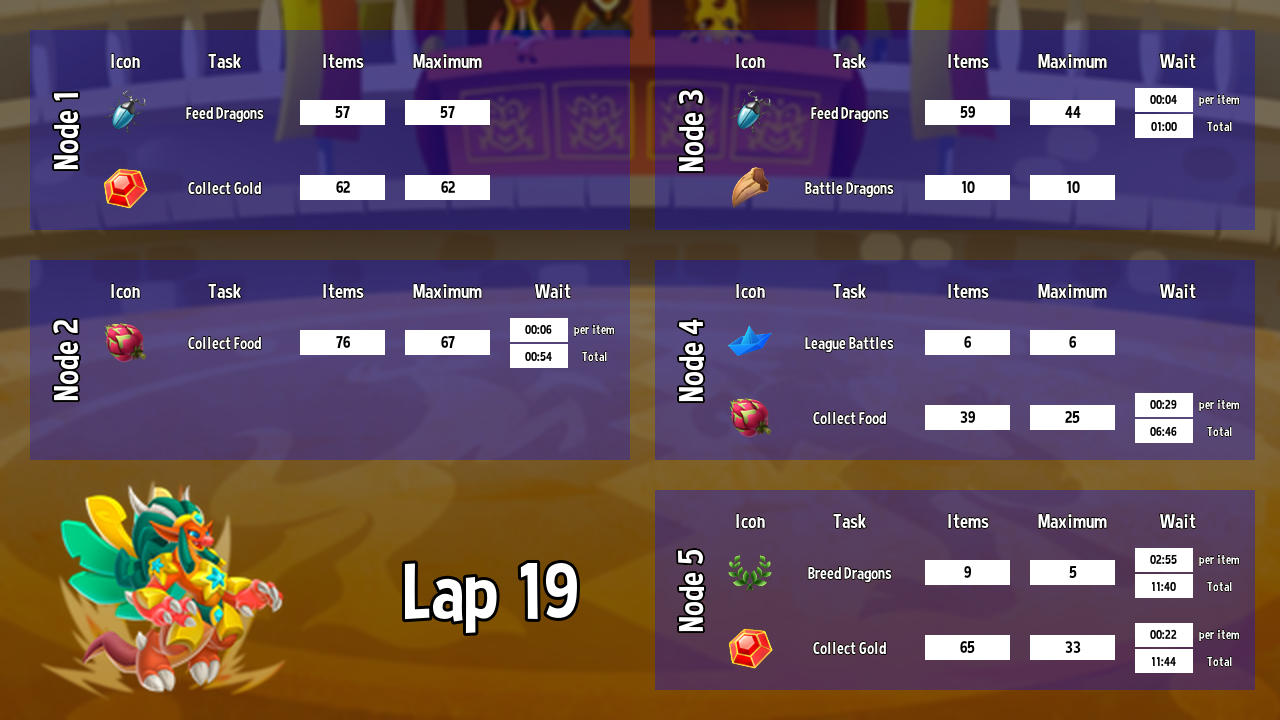 Node 1
Icon Task Items Maximum
Feed Dragons 57 57
Collect Gold 62 62
Node 2
Icon Task Items Maximum Wait
Collect Food 76 67 00:06 per item
00:54 Total
Node 3
Icon Task Items Maximum Wait
Feed Dragons 59 44 00:04 per item
01:00 Total
Battle Dragons 10 10
Node 4
Icon Task Items Maximum Wait
League Battles 6 6
Collect Food 39 25 00:29 per item
06:46 Total
Node 5
Icon Task Items Maximum Wait
Breed Dragons 9 5 02:55 per item
11:40 Total
Collect Gold 65 33 00:22 per item
11:44 Total
Lap 19